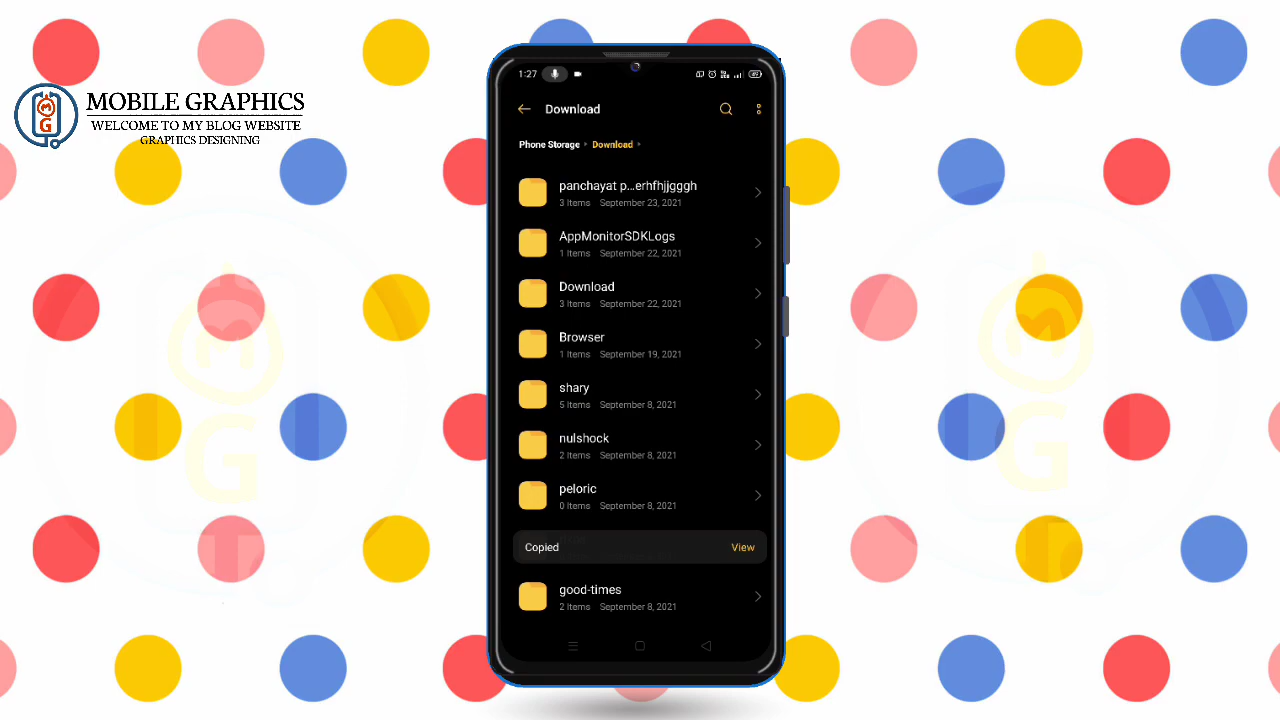 MOBILE GRAPHICS
WELCOME TO MY BLOG WEBSITE
GRAPHICS DESIGNING
1:27
Download
Phone Storage
Download
panchayat p...erhfhjjgggh
3 Items September 23, 2021
AppMonitorSDKLogs
1 Items September 22, 2021
Download
3 Items September 22, 2021
Browser
1 Items September 19, 2021
shary
5 Items September 8, 2021
nulshock
2 Items September 8, 2021
peloric
0 Items September 8, 2021
Copied View
good-times
2 Items September 8, 2021